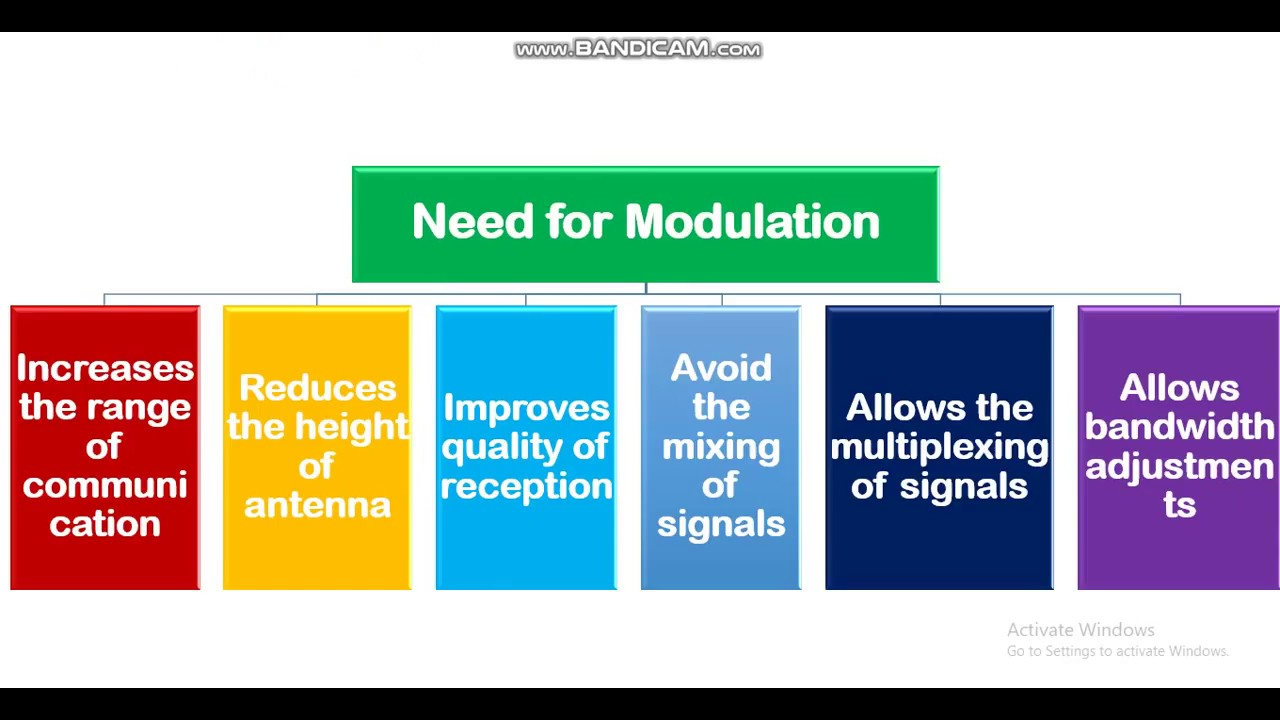 www.BANDICAM.com
Need for Modulation
Increases
the range
of
communi
cation
Reduces
the height
of
antenna
Improves
quality of
reception
Avoid
the
mixing
of
signals
Allows the
multiplexing
of signals
Allows
bandwidth
adjustmen
ts
Activate Windows
Go to Settings to activate Windows.